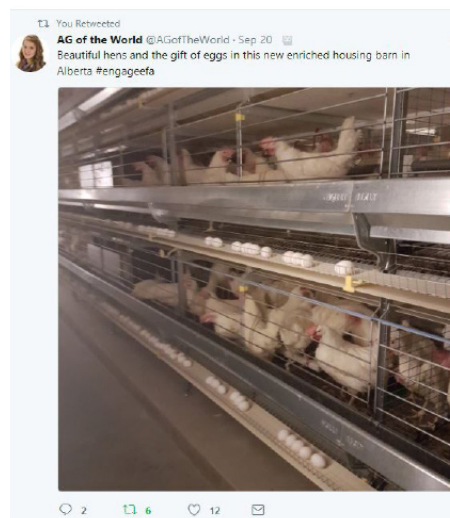 You Retweeted
AG of the World @AGofTheWorld · Sep 20
Beautiful hens and the gift of eggs in this new enriched housing barn in
Alberta #engageefa
2 6 12